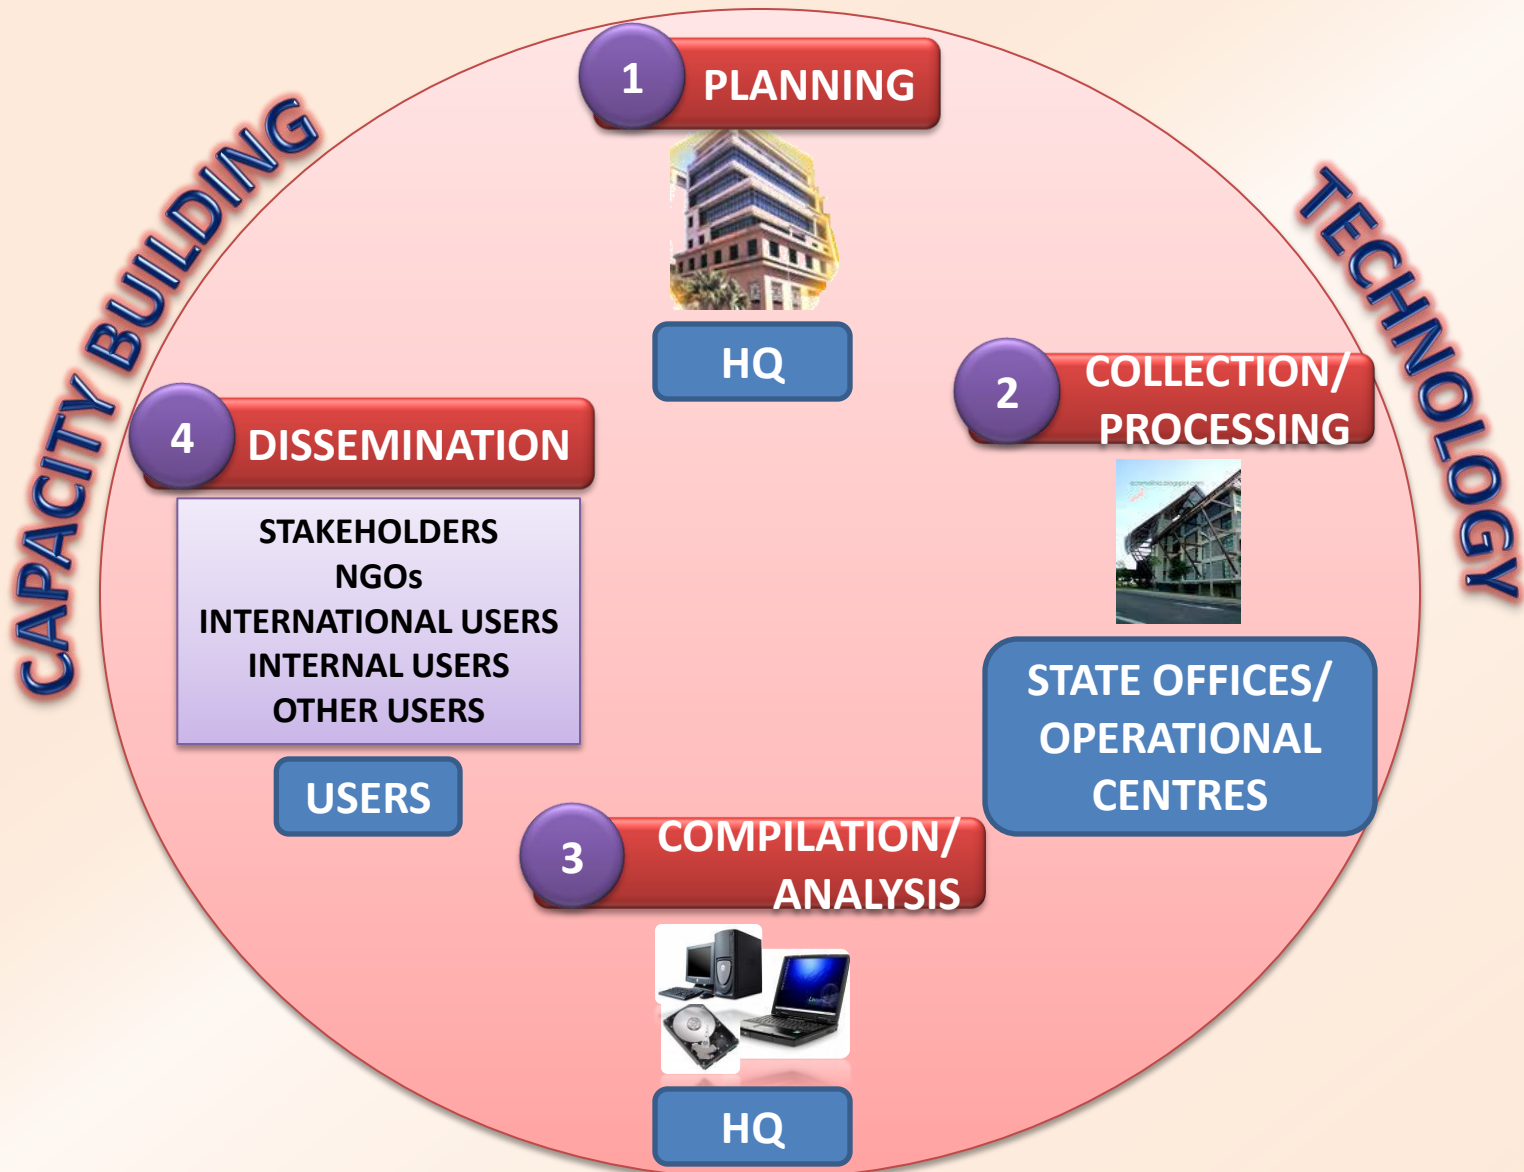 CAPACITY BUILDING
TECHNOLOGY
1
PLANNING
HQ
2
COLLECTION/
PROCESSING
STATE OFFICES/
OPERATIONAL
CENTRES
3
COMPILATION/
ANALYSIS
HQ
4
DISSEMINATION
STAKEHOLDERS
NGOs
INTERNATIONAL USERS
INTERNAL USERS
OTHER USERS
USERS